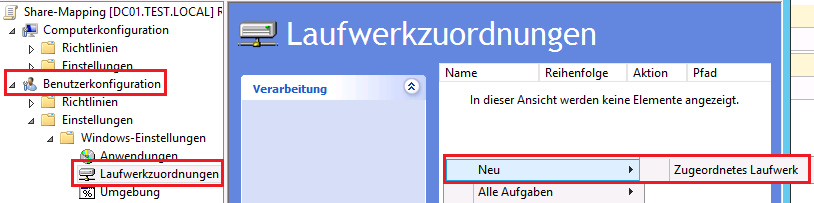 Share-Mapping [DC01.TEST.LOCAL] R
Computerkonfiguration
Richtlinien
Einstellungen
Benutzerkonfiguration
Richtlinien
Einstellungen
Windows-Einstellungen
Anwendungen
Laufwerkzuordnungen
Umgebung
Laufwerkzuordnungen
Verarbeitung
Name Reihenfolge Aktion Pfad
In dieser Ansicht werden keine Elemente angezeigt.
Neu Zugeordnetes Laufwerk
Alle Aufgaben